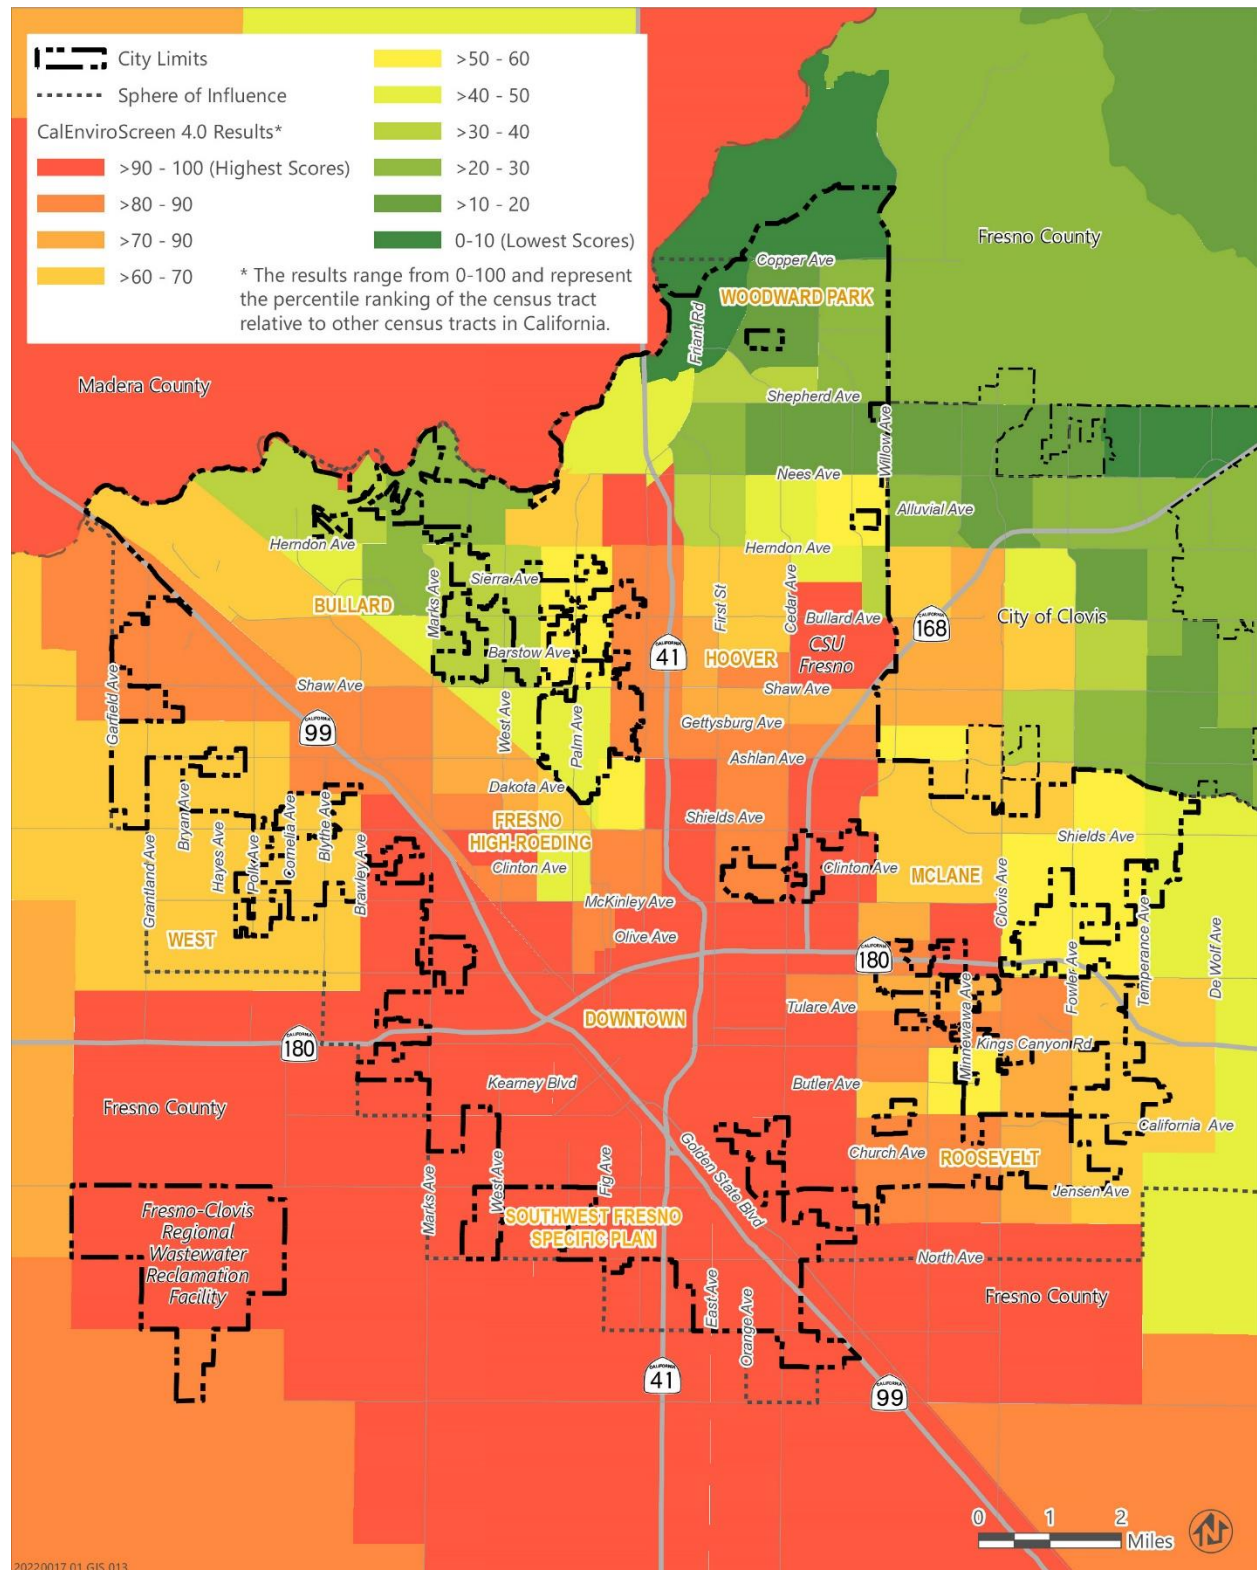 City Limits
Sphere of Influence
CalEnviroScreen 4.0 Results*
>90 - 100 (Highest Scores)
>80 - 90
>70 - 90
>60 - 70
>50 - 60
>40 - 50
>30 - 40
>20 - 30
>10 - 20
0-10 (Lowest Scores)
* The results range from 0-100 and represent
the percentile ranking of the census tract
relative to other census tracts in California.
Fresno County
Copper Ave
WOODWARD PARK
Friant Rd
Madera County
Shepherd Ave
Willow Ave
Nees Ave
Alluvial Ave
Herndon Ave
Herndon Ave
Sierra Ave
BULLARD
Marks Ave
First St
Cedar Ave
Bullard Ave
CALIFORNIA
168
City of Clovis
CSU
Fresno
Barstow Ave
CALIFORNIA
41
HOOVER
Shaw Ave
Shaw Ave
Garfield Ave
CALIFORNIA
99
West Ave
Palm Ave
Gettysburg Ave
Ashlan Ave
Dakota Ave
Bryan Ave
Cornelia Ave
Blythe Ave
FRESNO
HIGH-ROEDING
Shields Ave
Shields Ave
Grantland Ave
Hayes Ave
Polk Ave
Brawley Ave
Clinton Ave
Clinton Ave
MCLANE
Clovis Ave
McKinley Ave
WEST
Olive Ave
CALIFORNIA
180
Fowler Ave
Temperance Ave
De Wolf Ave
DOWNTOWN
Tulare Ave
Minnewawa Ave
CALIFORNIA
180
Kings Canyon Rd
Kearney Blvd
Butler Ave
Fresno County
California Ave
Golden State Blvd
Church Ave
ROOSEVELT
Marks Ave
West Ave
Fig Ave
Jensen Ave
Fresno-Clovis
Regional
Wastewater
Reclamation
Facility
SOUTHWEST FRESNO
SPECIFIC PLAN
North Ave
East Ave
Orange Ave
Fresno County
CALIFORNIA
41
CALIFORNIA
99
0 1 2
Miles
N
20220017.01 GIS 013